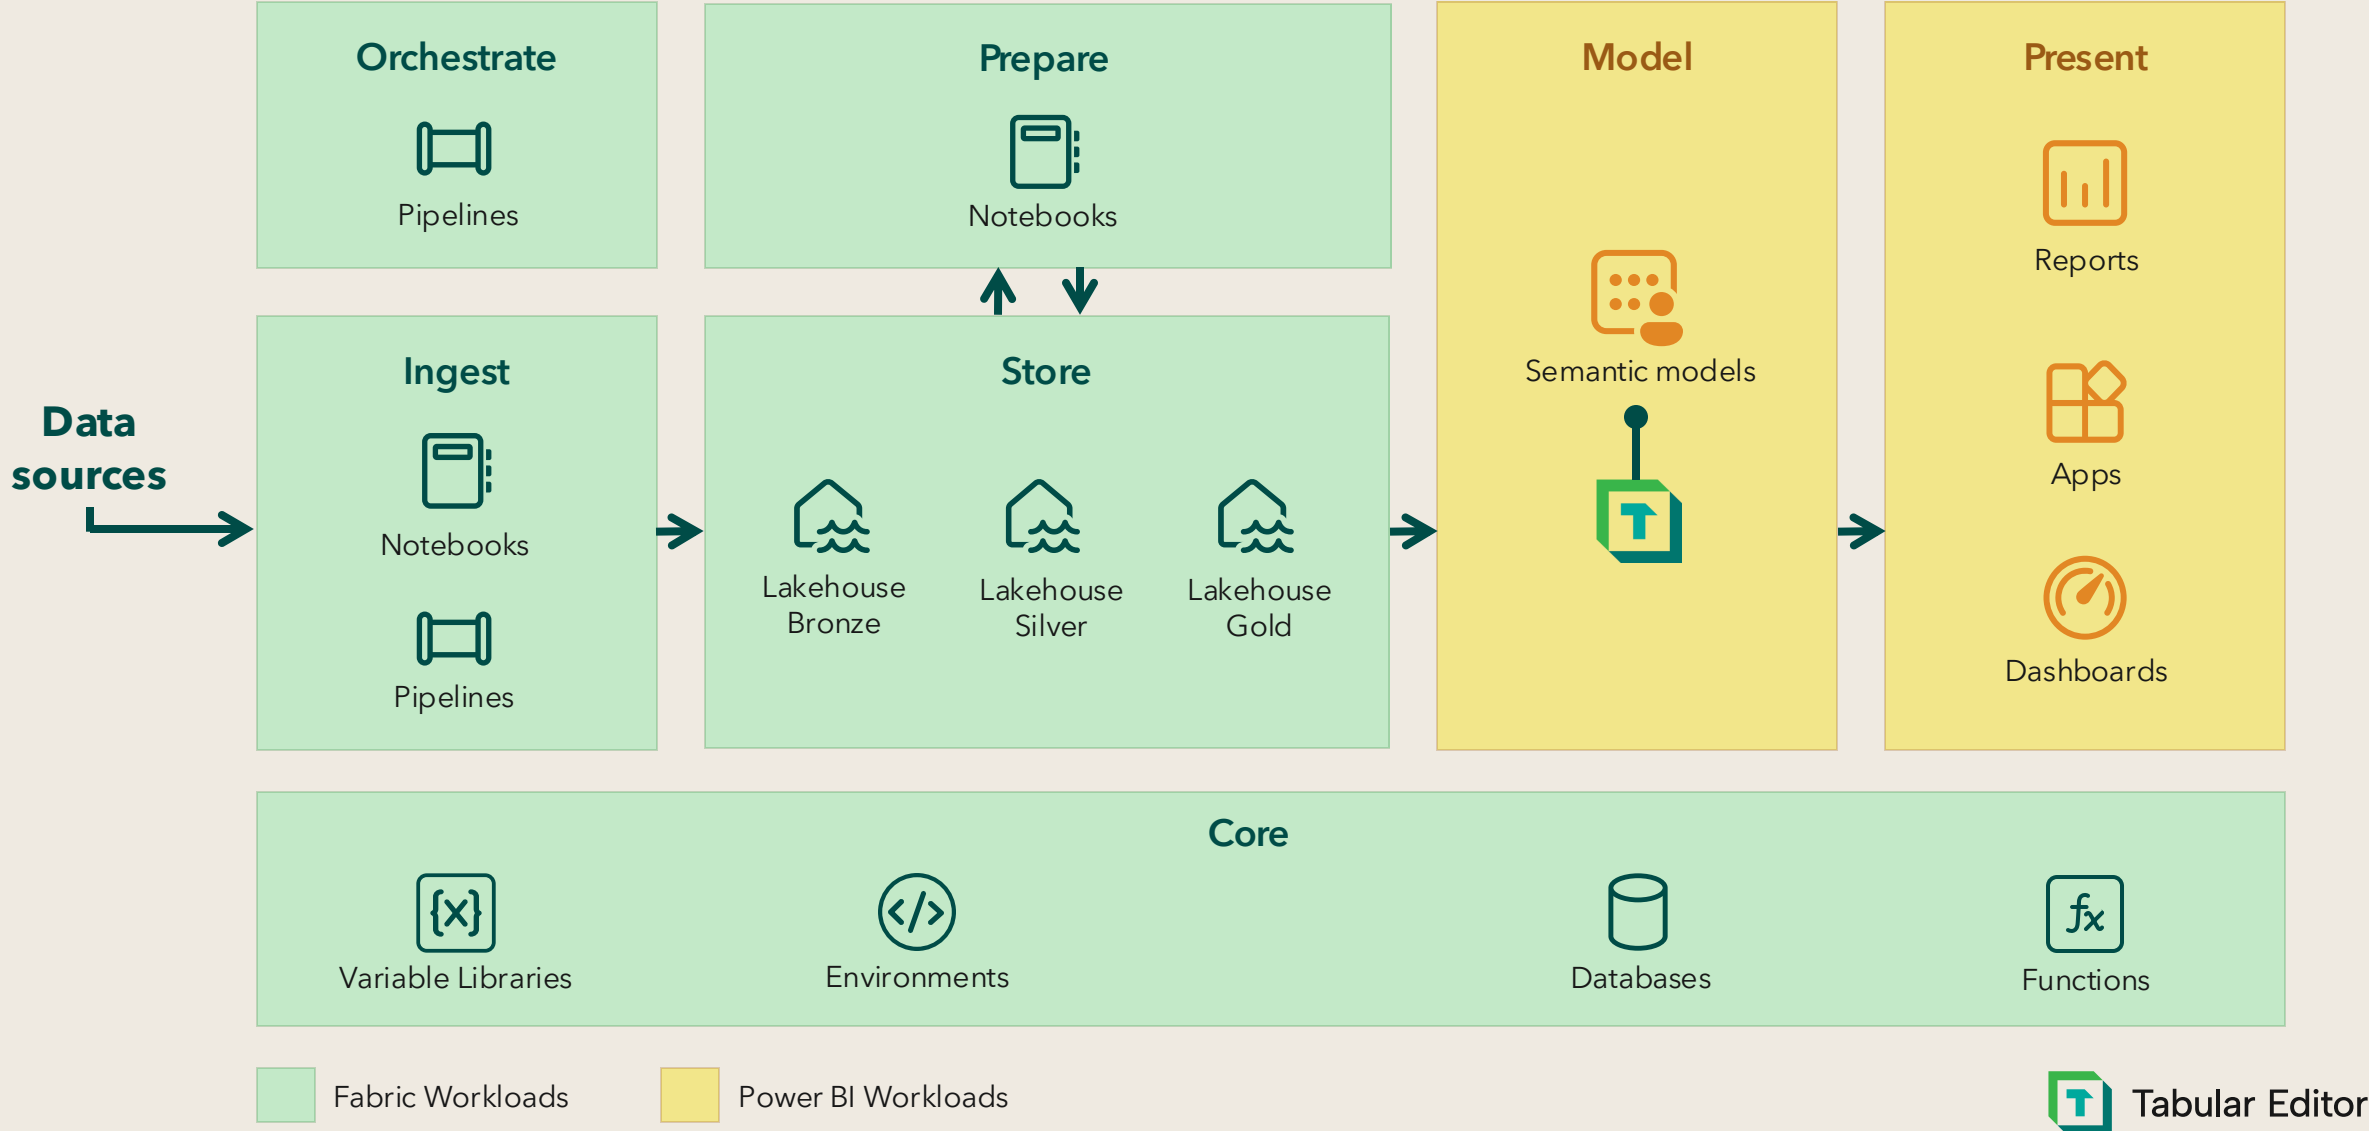 Orchestrate
Pipelines
Prepare
Notebooks
Model
Semantic models
Present
Reports
Apps
Dashboards
Data
sources
Ingest
Notebooks
Pipelines
Store
Lakehouse
Bronze
Lakehouse
Silver
Lakehouse
Gold
Core
{x}
Variable Libraries
</>
Environments
Databases
fx
Functions
Fabric Workloads
Power BI Workloads
Tabular Editor